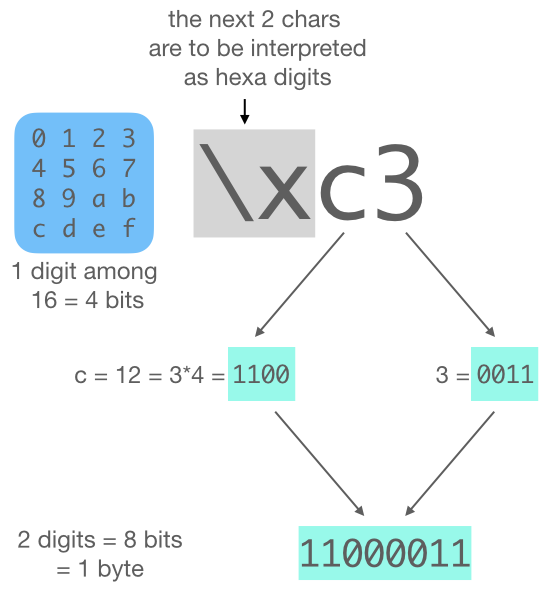 the next 2 chars
are to be interpreted
as hexa digits
0 1 2 3
4 5 6 7
8 9 a b
c d e f
\xc3
1 digit among
16 = 4 bits
c = 12 = 3*4 = 1100
3 = 0011
2 digits = 8 bits
= 1 byte
11000011